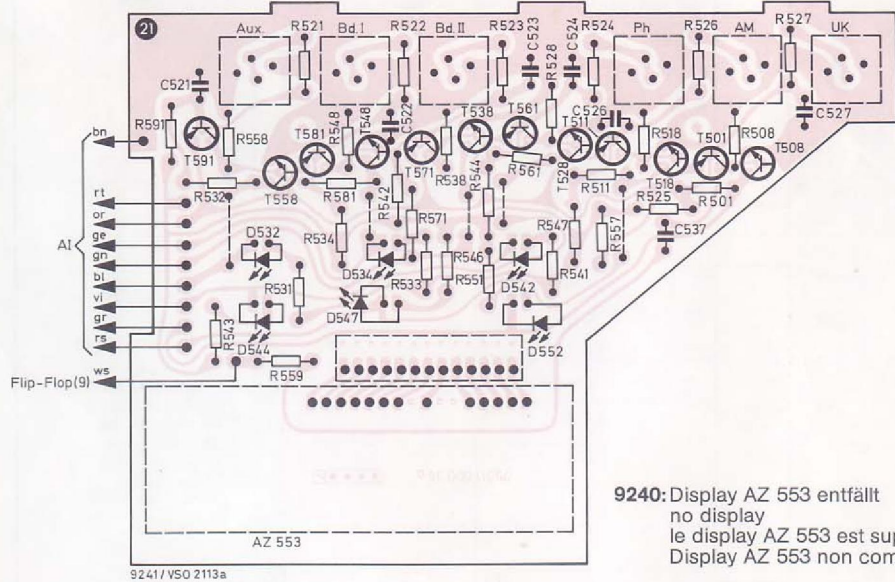 21
Aux. R521 Bd.I R522 Bd.II R523 C523 C524 R524 Ph R526 AM R527 UK
C521 R528
R591 R558 T581 R548 T548 C522 T538 T561 T511 C526 R518 T501 R508 C527
bn T591 T571 R538 R544 R561 T528 R511 T518 T508
R532 T558 R581 R542 R525 R501
rt
or D532 R534 R571 R547 R557 C537
AI ge
gn D534 R533 R546 R551 D542 R541
bl R531
vi D547
gr R543 D544 D552
rs
Flip-Flop(9) ws R559
AZ 553
9240: Display AZ 553 entfällt
no display
le display AZ 553 est sup
Display AZ 553 non com
9241/VSO 2113a